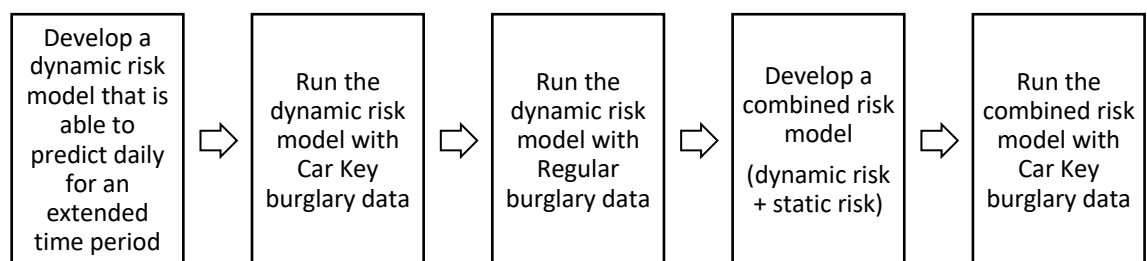 Develop a
dynamic risk
model that is
able to
predict daily
for an
extended
time period
Run the
dynamic risk
model with
Car Key
burglary data
Run the
dynamic risk
model with
Regular
burglary data
Develop a
combined risk
model
(dynamic risk
+ static risk)
Run the
combined risk
model with
Car Key
burglary data